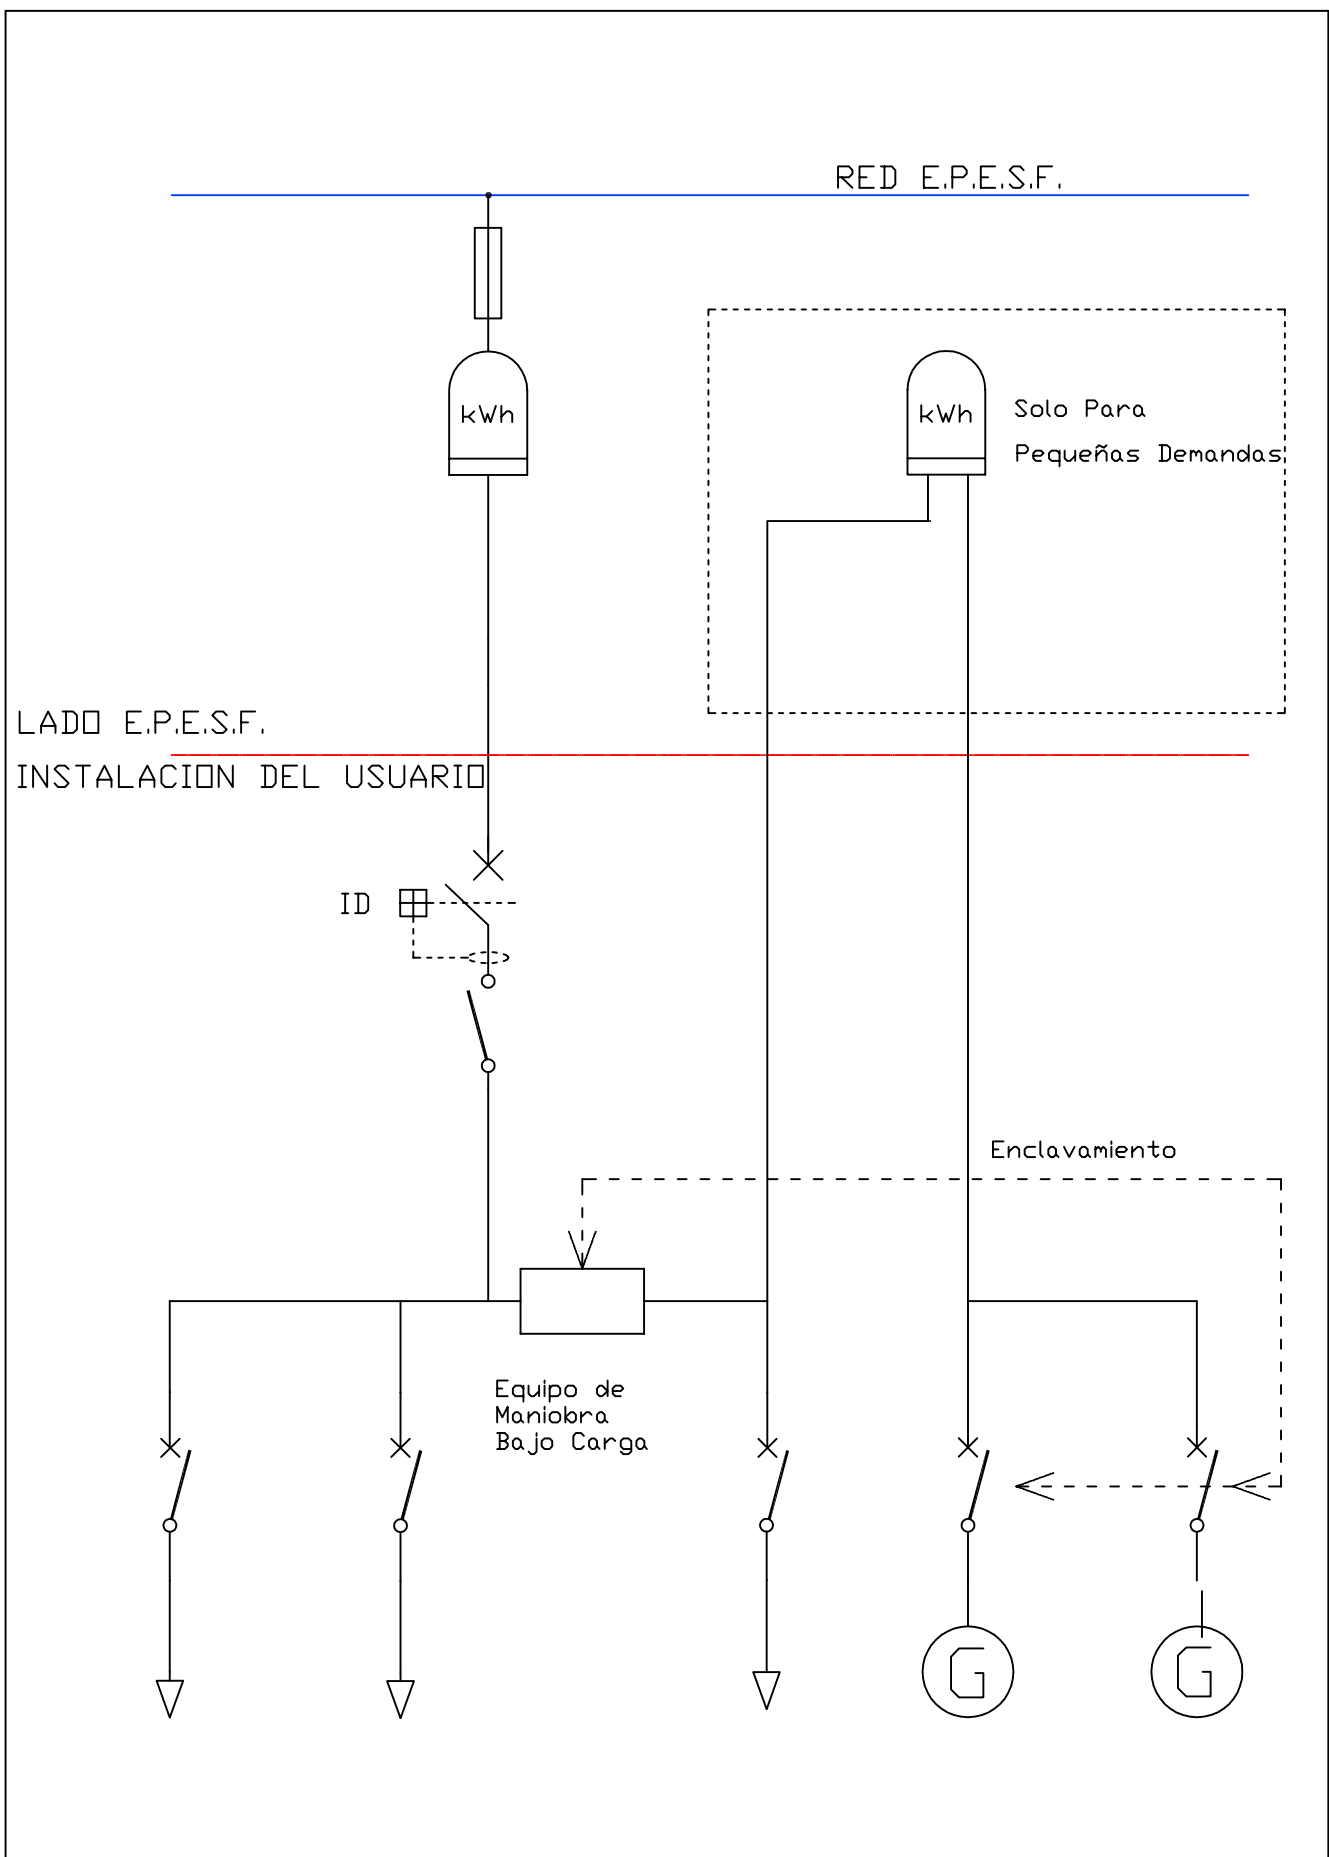 RED E.P.E.S.F.
kWh
kWh
Solo Para
Pequeñas Demandas
LADO E.P.E.S.F.
INSTALACION DEL USUARIO
ID
Enclavamiento
Equipo de
Maniobra
Bajo Carga
G
G